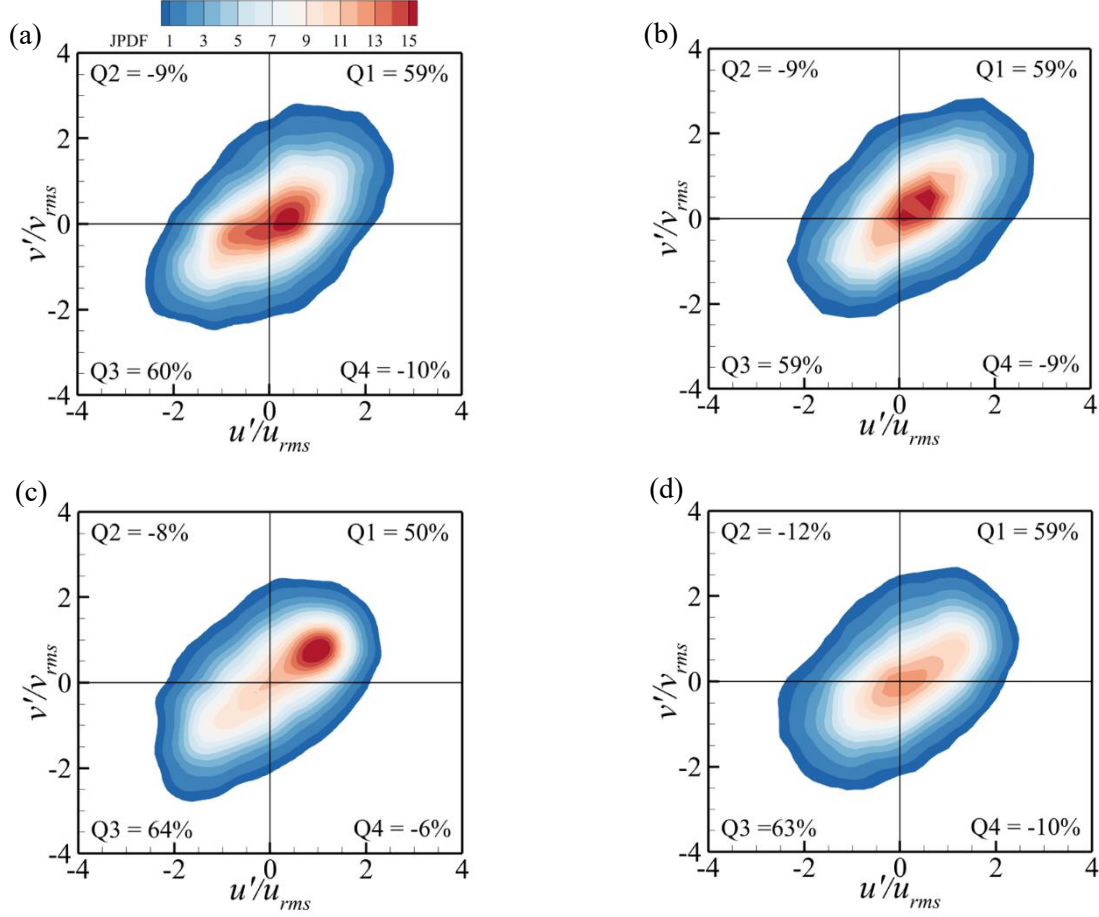 JPDF 1 3 5 7 9 11 13 15
(a)
Q2 = -9% Q1 = 59%
Q3 = 60% Q4 = -10%
4
2
0
-2
-4
-4 -2 0 2 4
v'/v_rms
u'/u_rms
(b)
Q2 = -9% Q1 = 59%
Q3 = 59% Q4 = -9%
4
2
0
-2
-4
-4 -2 0 2 4
v'/v_rms
u'/u_rms
(c)
Q2 = -8% Q1 = 50%
Q3 = 64% Q4 = -6%
4
2
0
-2
-4
-4 -2 0 2 4
v'/v_rms
u'/u_rms
(d)
Q2 = -12% Q1 = 59%
Q3 =63% Q4 = -10%
4
2
0
-2
-4
-4 -2 0 2 4
v'/v_rms
u'/u_rms